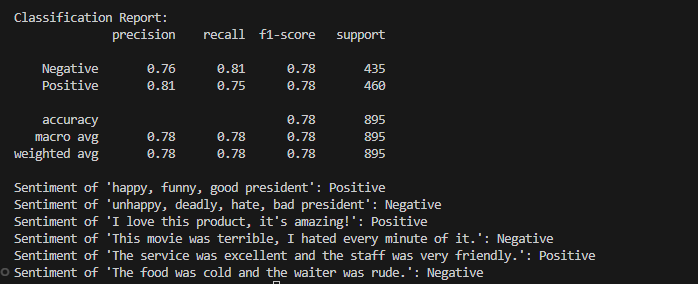 Classification Report:
precision recall f1-score support
Negative 0.76 0.81 0.78 435
Positive 0.81 0.75 0.78 460
accuracy 0.78 895
macro avg 0.78 0.78 0.78 895
weighted avg 0.78 0.78 0.78 895
Sentiment of 'happy, funny, good president': Positive
Sentiment of 'unhappy, deadly, hate, bad president': Negative
Sentiment of 'I love this product, it's amazing!': Positive
Sentiment of 'This movie was terrible, I hated every minute of it.': Negative
Sentiment of 'The service was excellent and the staff was very friendly.': Positive
Sentiment of 'The food was cold and the waiter was rude.': Negative